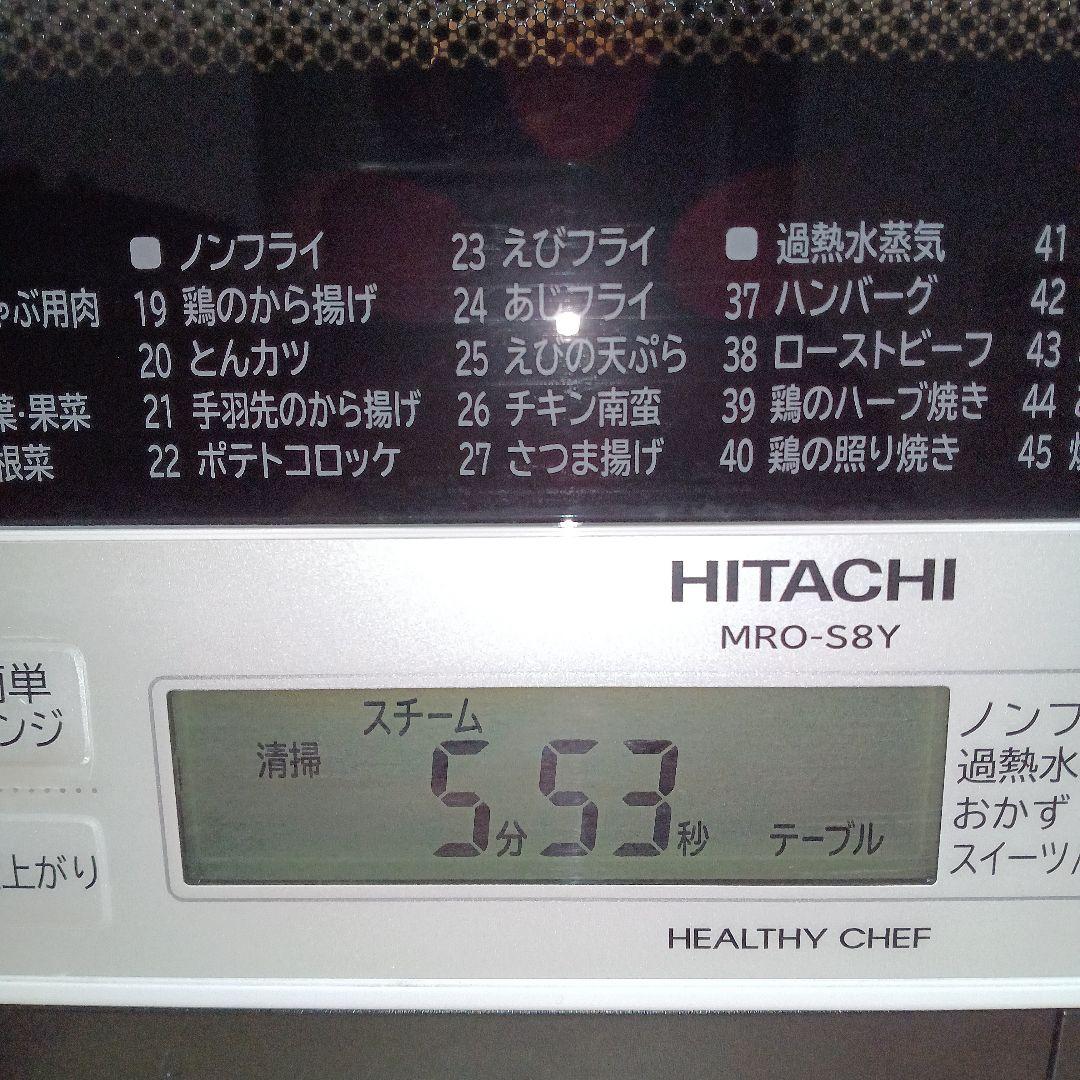 ノンフライ
19 鶏のから揚げ
20 とんカツ
21 手羽先のから揚げ
22 ポテトコロッケ
23 えびフライ
24 あじフライ
25 えびの天ぷら
26 チキン南蛮
27 さつま揚げ
過熱水蒸気
37 ハンバーグ
38 ローストビーフ
39 鶏のハーブ焼き
40 鶏の照り焼き
41
42
43
44
45
ぶ用肉
葉・果菜
根菜
HITACHI
MRO-S8Y
単
ンジ
上がり
スチーム
清掃
5分53秒
テーブル
ノンフ
過熱水
おかず
スイーツ/
HEALTHY CHEF